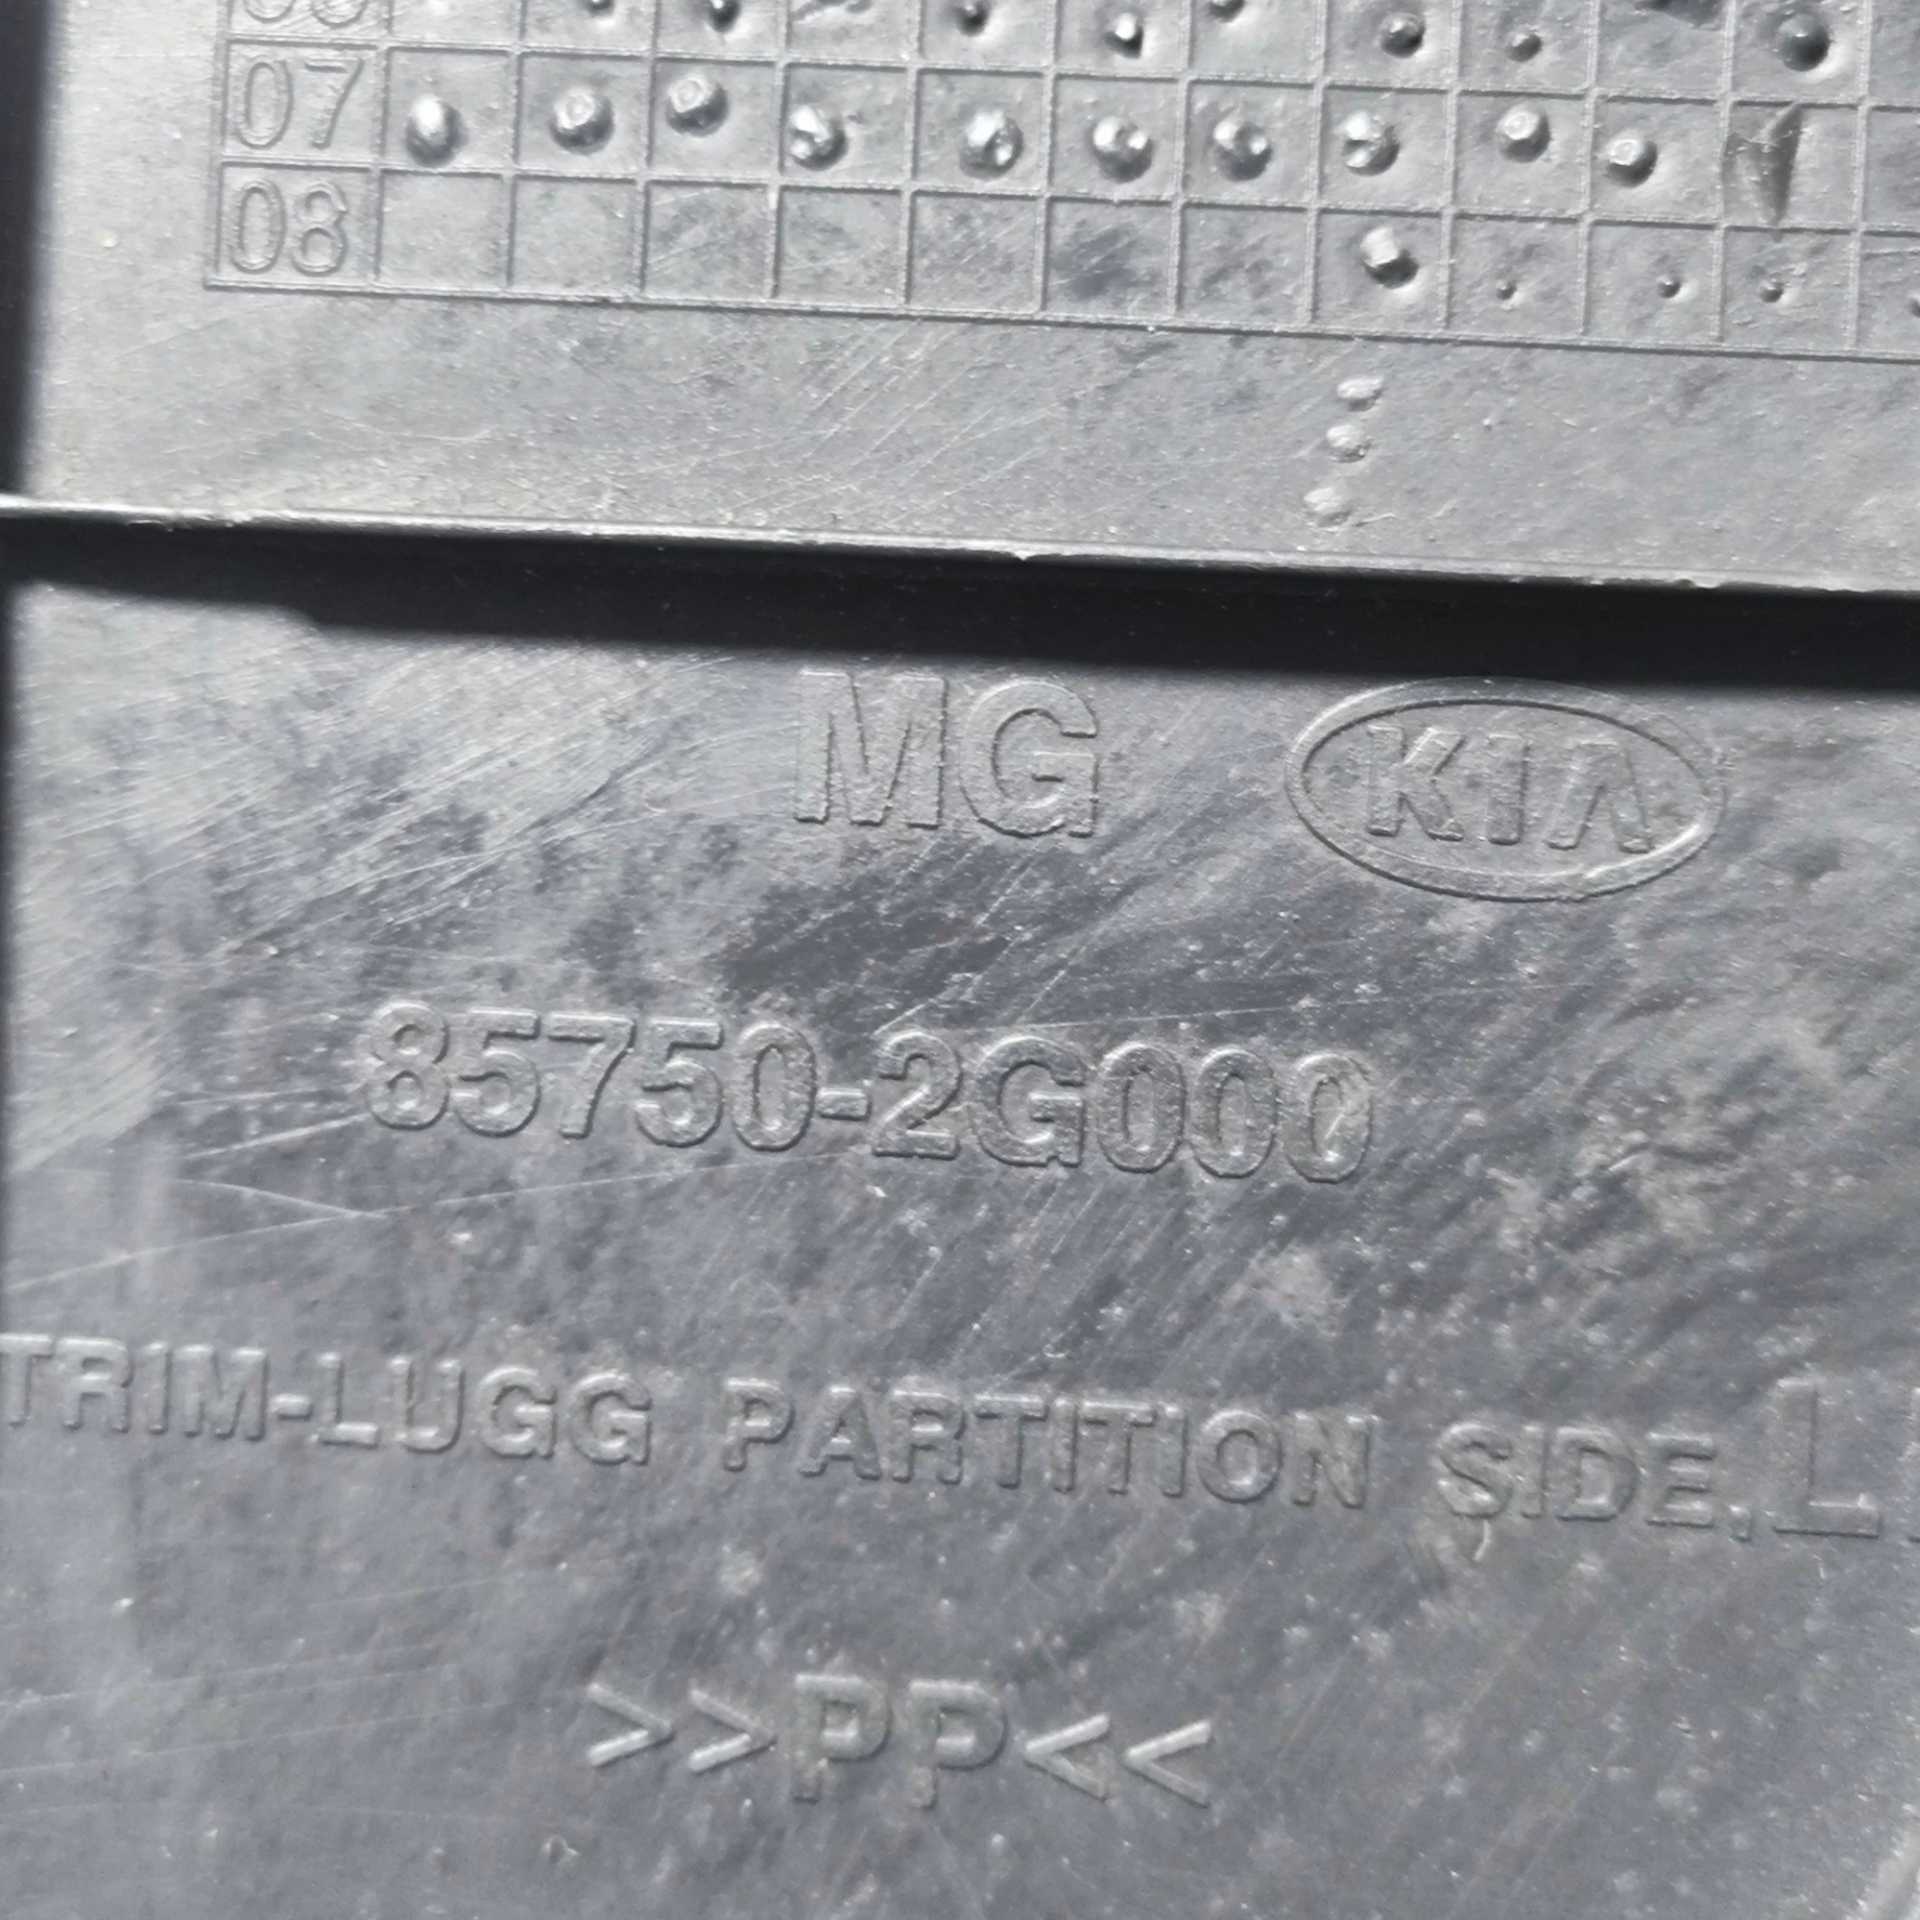 07
08
MG KIA
85750-2G000
TRIM-LUGG PARTITION SIDE,L
>>PP<<